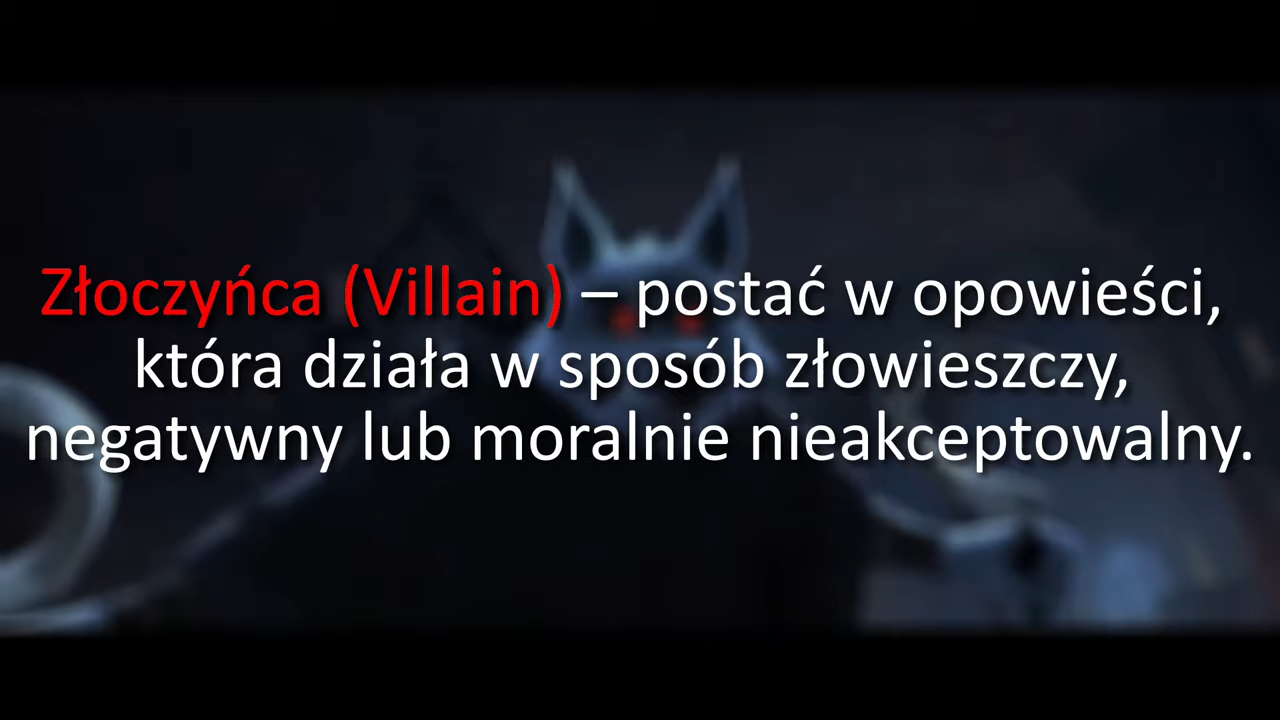 Złoczyńca (Villain) – postać w opowieści,
która działa w sposób złowieszczy,
negatywny lub moralnie nieakceptowalny.